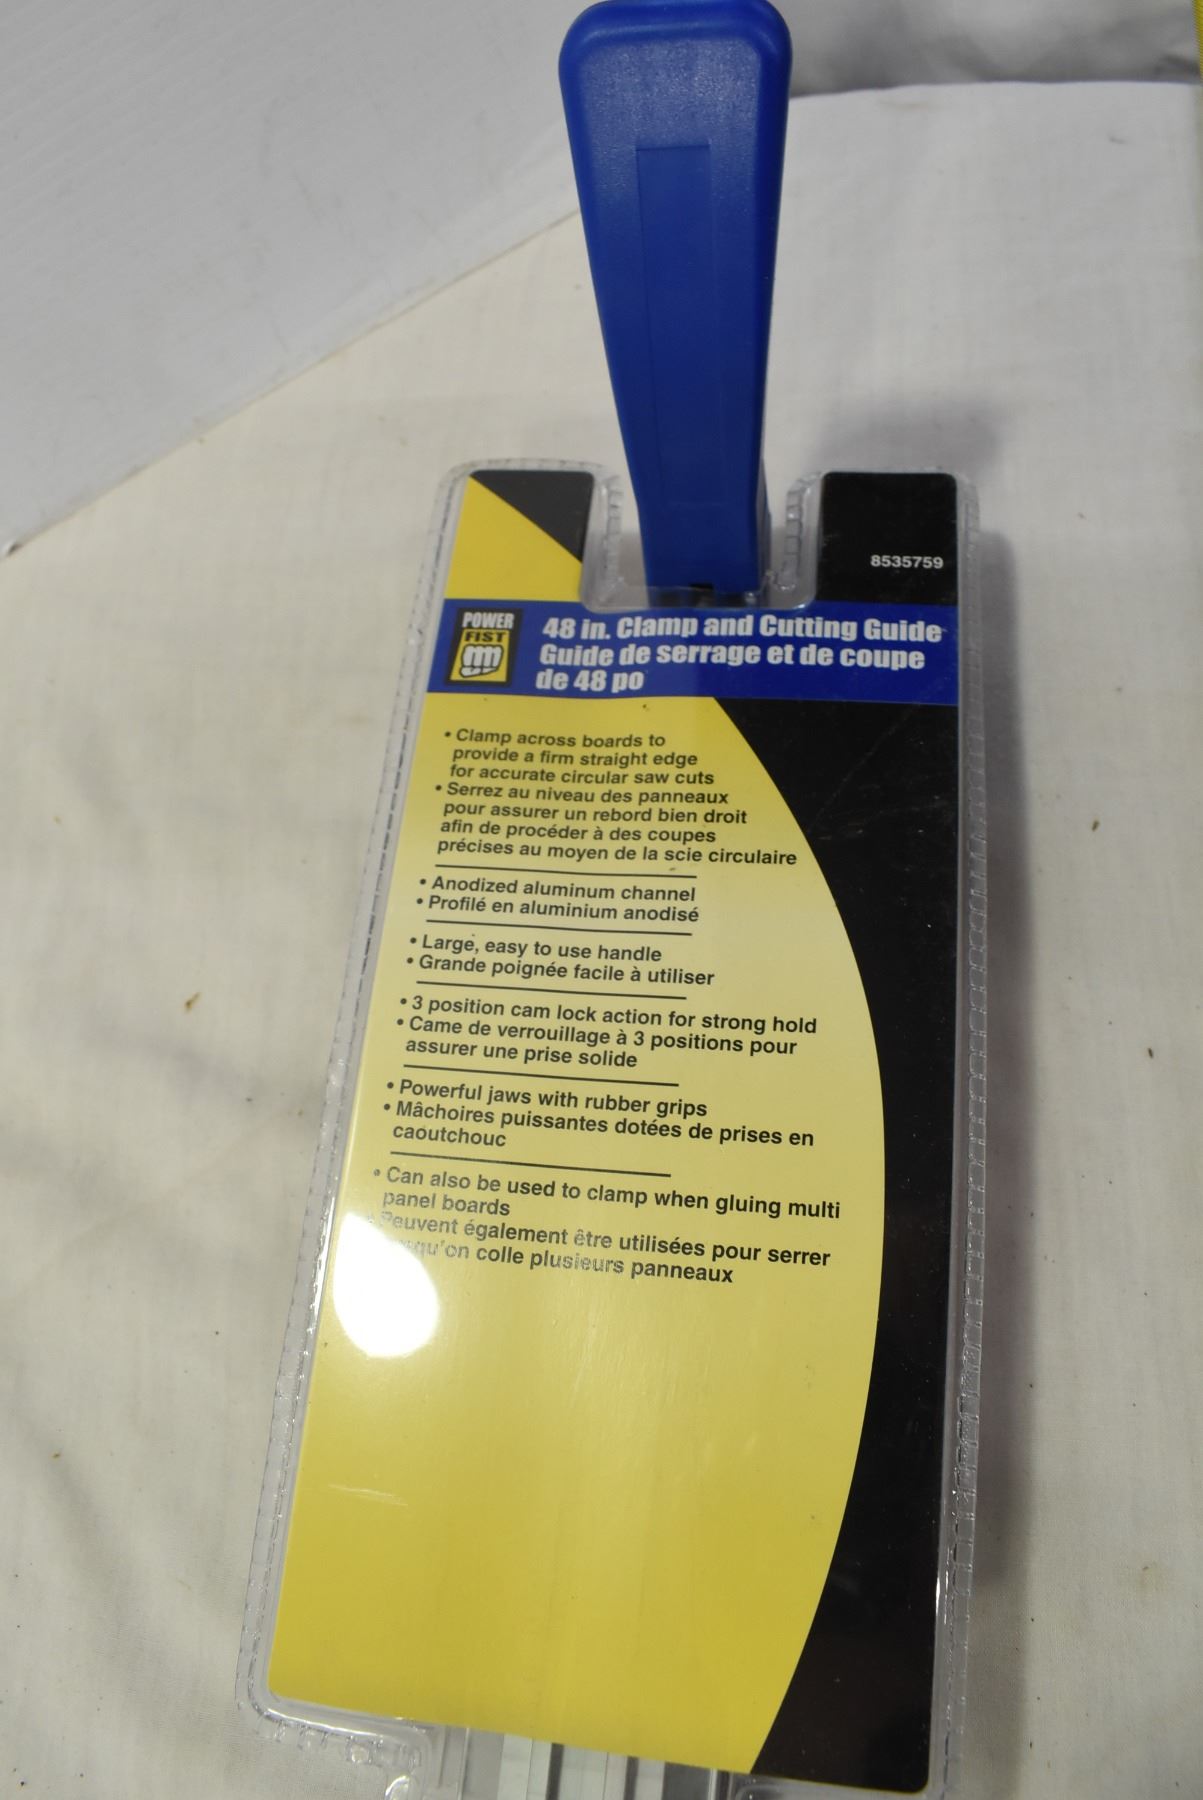 8535759
POWER
FIST
48 in. Clamp and Cutting Guide
Guide de serrage et de coupe
de 48 po
• Clamp across boards to
provide a firm straight edge
for accurate circular saw cuts
• Serrez au niveau des panneaux
pour assurer un rebord bien droit
afin de procéder à des coupes
précises au moyen de la scie circulaire
• Anodized aluminum channel
• Profilé en aluminium anodisé
• Large, easy to use handle
• Grande poignée facile à utiliser
• 3 position cam lock action for strong hold
• Came de verrouillage à 3 positions pour
assurer une prise solide
• Powerful jaws with rubber grips
• Mâchoires puissantes dotées de prises en
caoutchouc
• Can also be used to clamp when gluing multi
panel boards
Peuvent également être utilisées pour serrer
on colle plusieurs panneaux